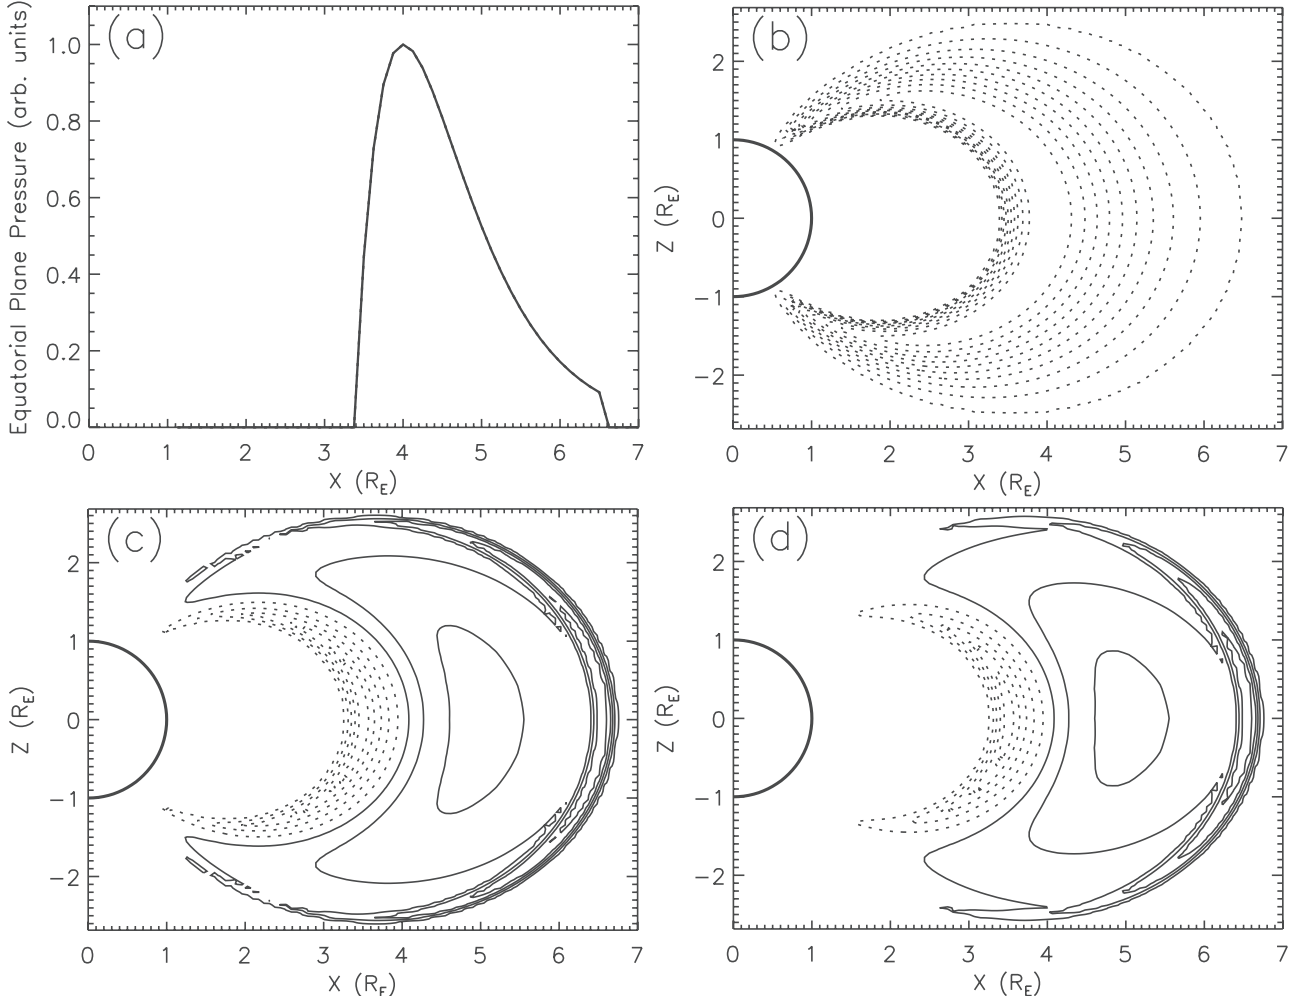 (a)
Equatorial Plane Pressure (arb. units)
1.0
0.8
0.6
0.4
0.2
0.0
0 1 2 3 4 5 6 7
X (R_E)
(b)
Z (R_E)
2
1
0
−1
−2
0 1 2 3 4 5 6 7
X (R_E)
(c)
Z (R_E)
2
1
0
−1
−2
0 1 2 3 4 5 6 7
X (R_E)
(d)
Z (R_E)
2
1
0
−1
−2
0 1 2 3 4 5 6 7
X (R_E)